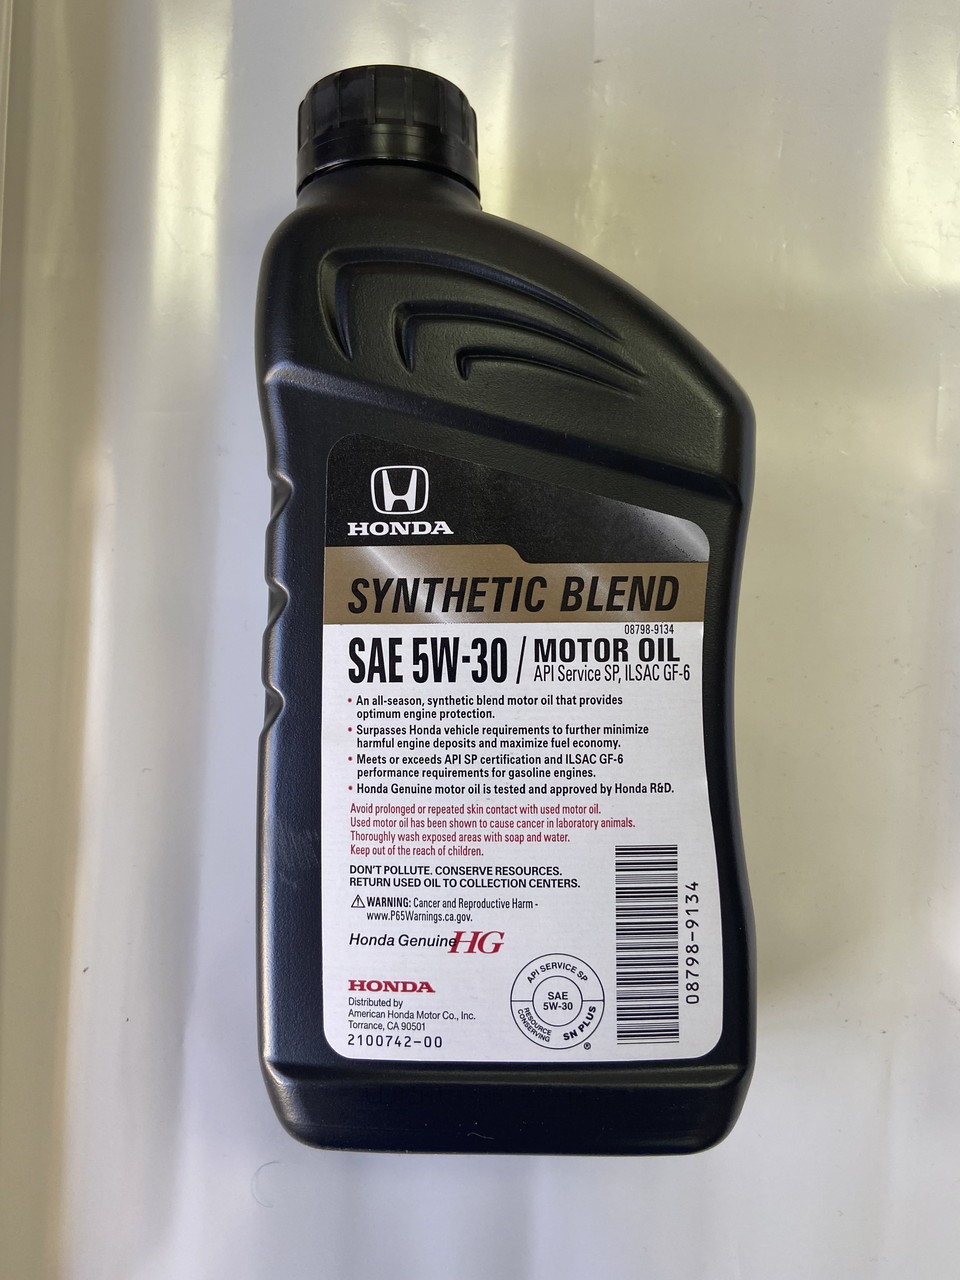 HONDA
SYNTHETIC BLEND
08798-9134
SAE 5W-30 / MOTOR OIL
API Service SP, ILSAC GF-6
• An all-season, synthetic blend motor oil that provides
optimum engine protection.
• Surpasses Honda vehicle requirements to further minimize
harmful engine deposits and maximize fuel economy.
• Meets or exceeds API SP certification and ILSAC GF-6
performance requirements for gasoline engines.
• Honda Genuine motor oil is tested and approved by Honda R&D.
Avoid prolonged or repeated skin contact with used motor oil.
Used motor oil has been shown to cause cancer in laboratory animals.
Thoroughly wash exposed areas with soap and water.
Keep out of the reach of children.
DON'T POLLUTE. CONSERVE RESOURCES.
RETURN USED OIL TO COLLECTION CENTERS.
⚠ WARNING: Cancer and Reproductive Harm -
www.P65Warnings.ca.gov.
Honda Genuine HG
HONDA
Distributed by
American Honda Motor Co., Inc.
Torrance, CA 90501
2100742-00
API SERVICE SP
SAE
5W-30
RESOURCE
CONSERVING
SN PLUS
®
08798-9134